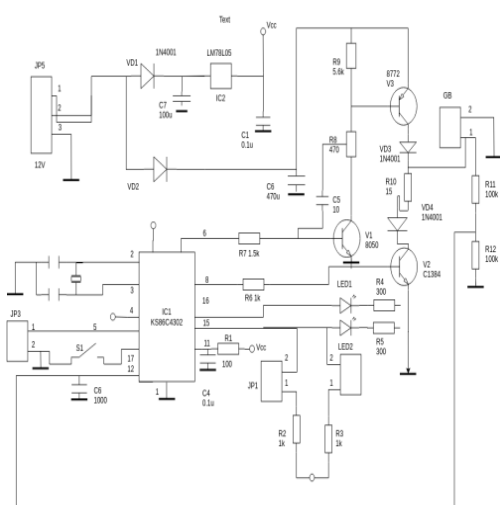 Text
Vcc
JP5
VD1
1N4001
LM78L05
R9
5.6k
8772
V3
GB
1
2
3
C7
100u
IC2
2
1
12V
C1
0.1u
R8
470
VD3
1N4001
VD2
C6
470u
C5
10
R10
15
R11
100k
VD4
1N4001
6
R7 1.5k
V1
8050
R12
100k
2
3
8
V2
C1384
R6 1k
LED1
R4
300
JP3
4
IC1
KS86C4302
16
1
5
15
2
S1
17
12
11
R1
100
Vcc
LED2
R5
300
C6
1000
1
C4
0.1u
JP1
2
1
2
1
R2
1k
R3
1k